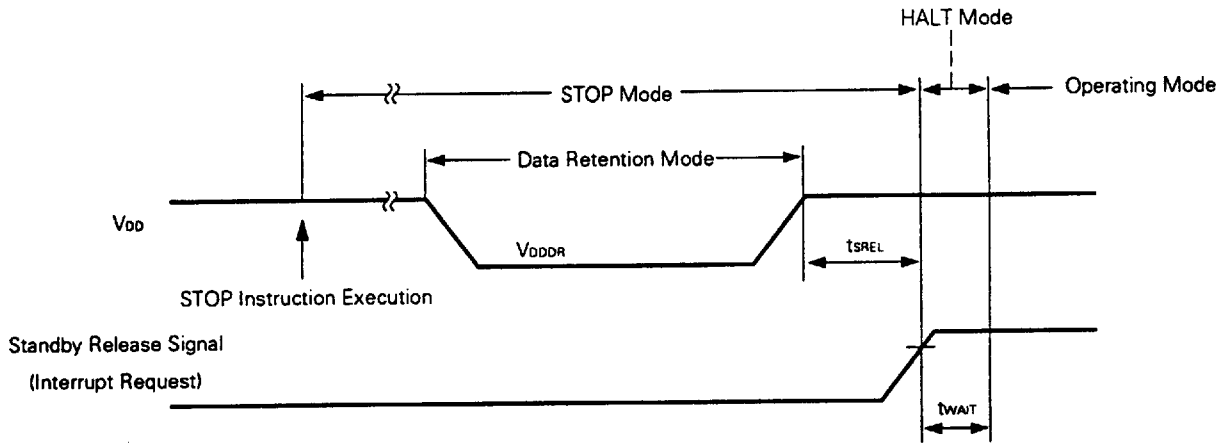 HALT Mode
STOP Mode
Operating Mode
Data Retention Mode
VDD
VDDDR
tSREL
STOP Instruction Execution
Standby Release Signal
(Interrupt Request)
tWAIT